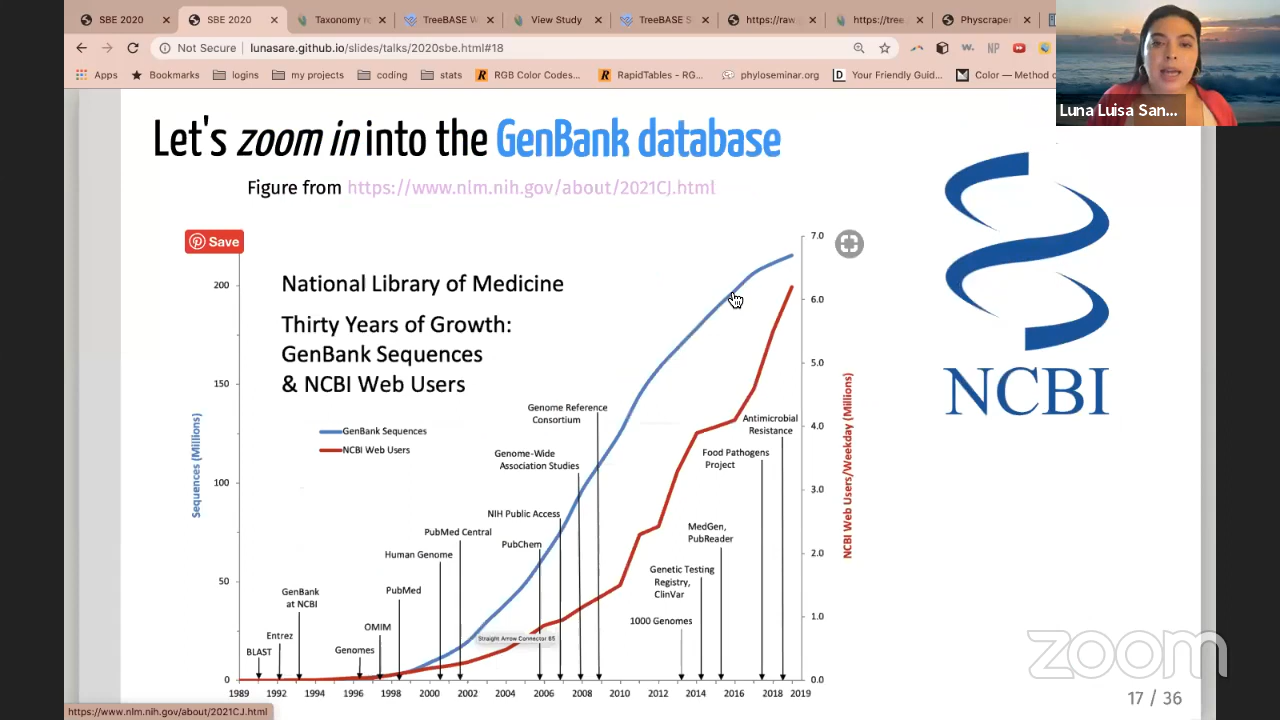 SBE 2020
SBE 2020
Taxonomy re
TreeBASE W
View Study
TreeBASE S
https://raw
https://tree
Physcraper
Not Secure
lunasare.github.io/slides/talks/2020sbe.html#18
NP
Apps
Bookmarks
logins
my projects
coding
stats
RGB Color Codes...
RapidTables - RG...
phyloseminar.org
Your Friendly Guid...
Color — Method o
Luna Luisa San...
Let's zoom in into the GenBank database
Figure from https://www.nlm.nih.gov/about/2021CJ.html
Save
National Library of Medicine
Thirty Years of Growth:
GenBank Sequences
& NCBI Web Users
GenBank Sequences
NCBI Web Users
Sequences (Millions)
200
150
100
50
0
7.0
6.0
5.0
4.0
3.0
2.0
1.0
0.0
NCBI Web Users/Weekday (Millions)
BLAST
Entrez
GenBank
at NCBI
Genomes
OMIM
PubMed
Human Genome
PubMed Central
PubChem
NIH Public Access
Genome-Wide
Association Studies
Genome Reference
Consortium
1000 Genomes
Genetic Testing
Registry,
ClinVar
MedGen,
PubReader
Food Pathogens
Project
Antimicrobial
Resistance
Straight Arrow Connector 85
1989 1992 1994 1996 1998 2000 2002 2004 2006 2008 2010 2012 2014 2016 2018 2019
NCBI
zoom
17 / 36
https://www.nlm.nih.gov/about/2021CJ.html